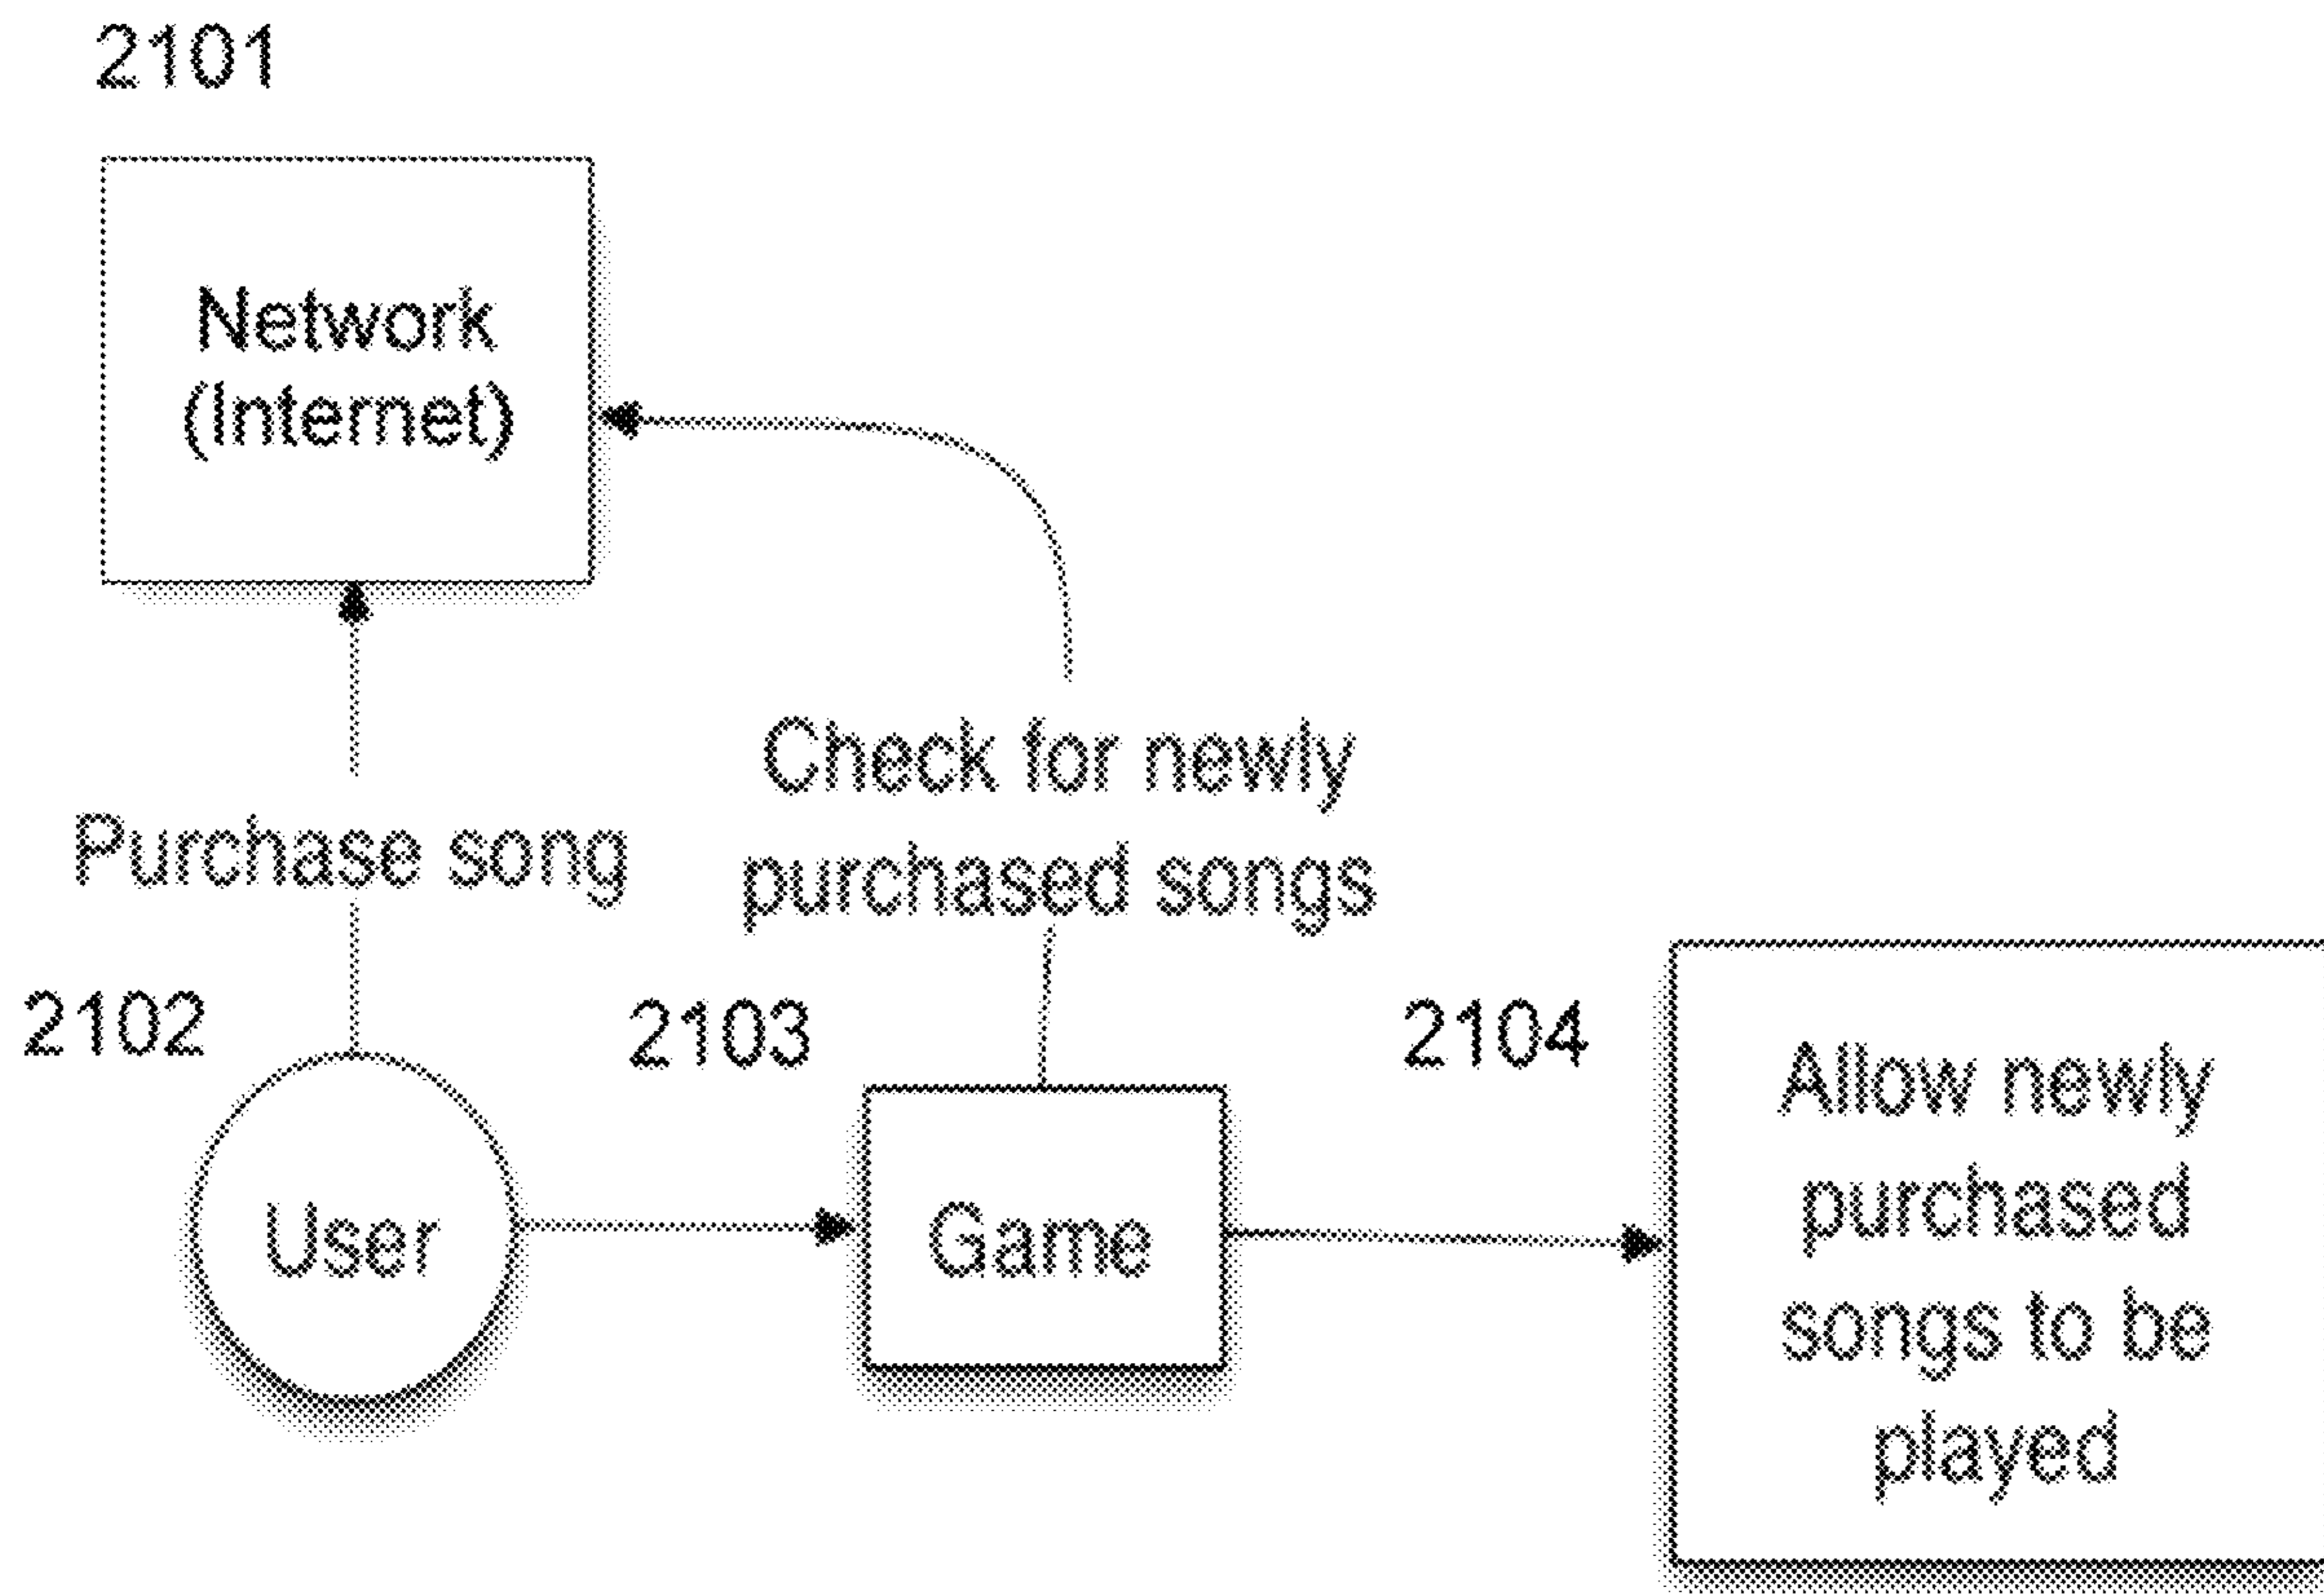 2101
Network
(Internet)
Purchase song
Check for newly
purchased songs
2102
User
2103
Game
2104
Allow newly
purchased
songs to be
played